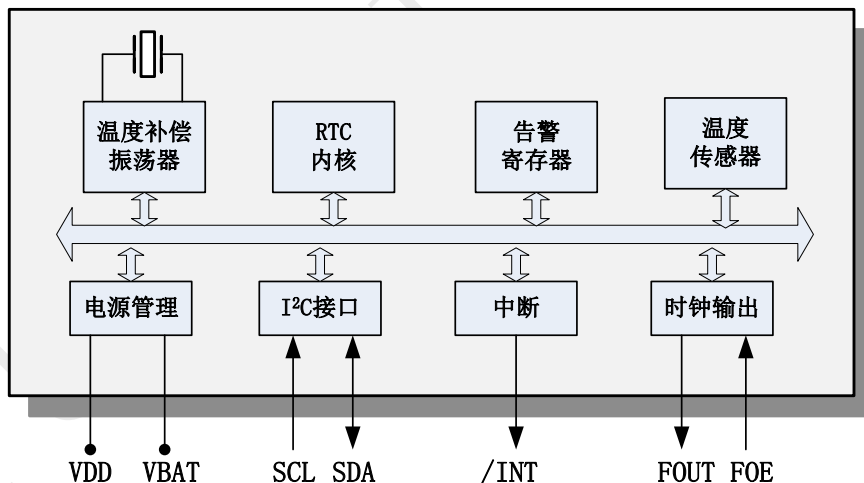 温度补偿
振荡器
RTC
内核
告警
寄存器
温度
传感器
电源管理
I²C接口
中断
时钟输出
VDD VBAT SCL SDA /INT FOUT FOE